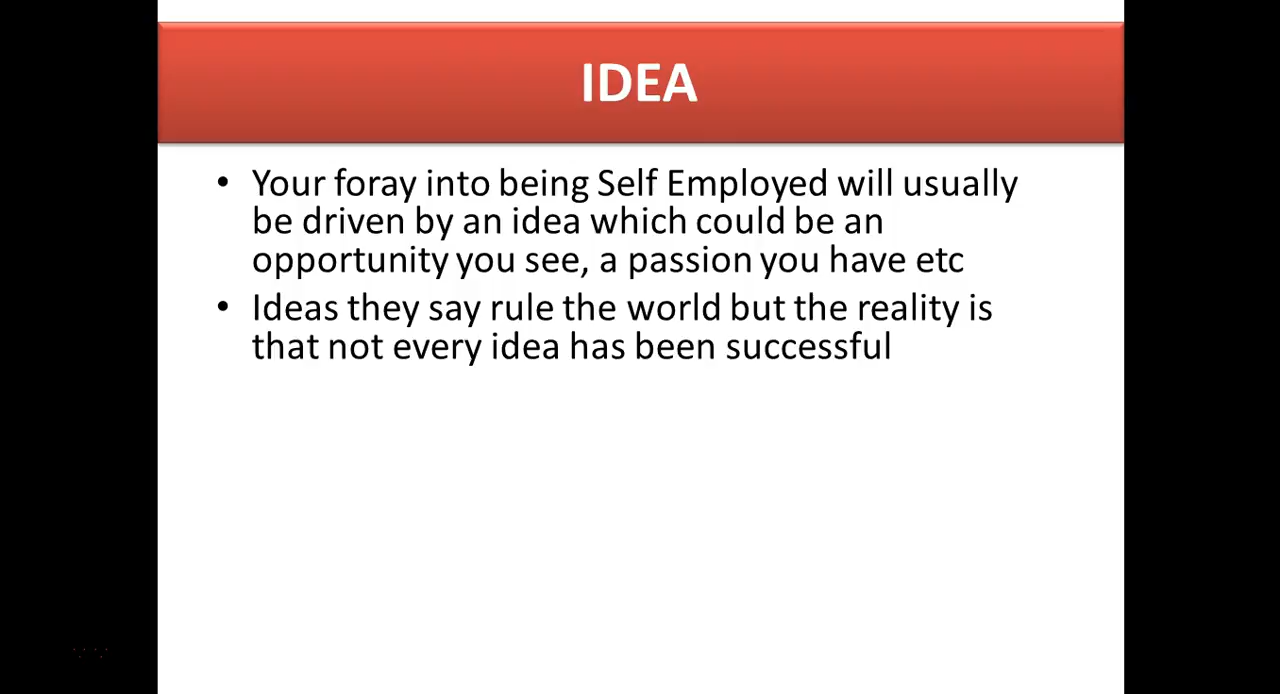 IDEA
• Your foray into being Self Employed will usually
be driven by an idea which could be an
opportunity you see, a passion you have etc
• Ideas they say rule the world but the reality is
that not every idea has been successful